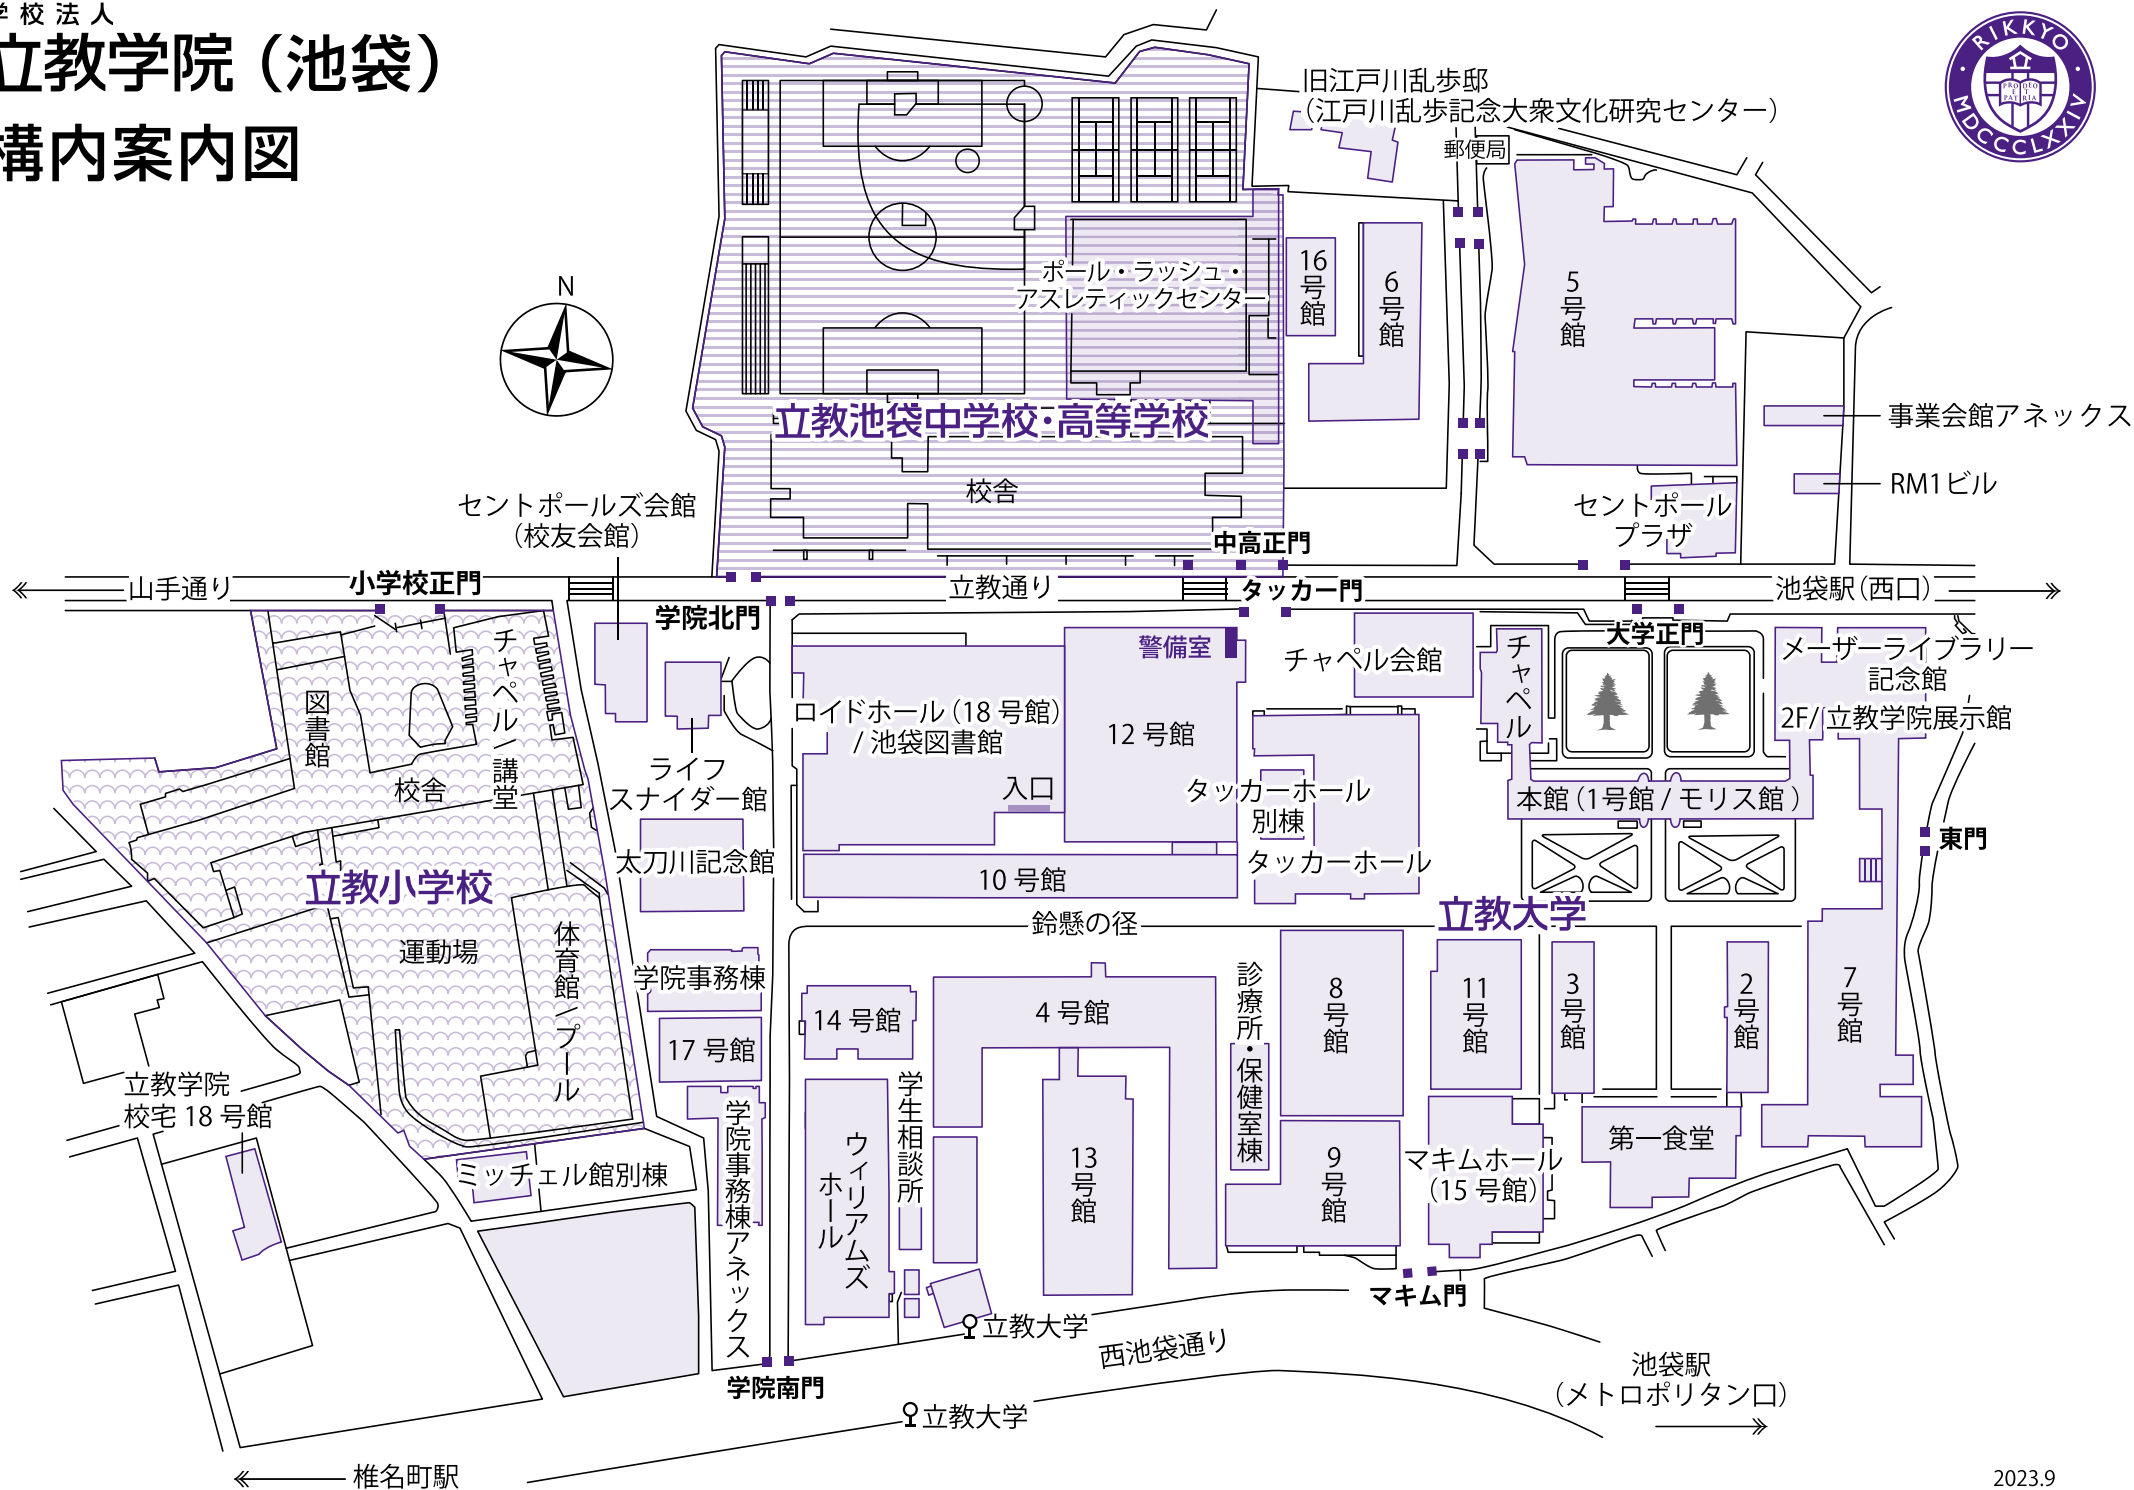 学校法人
立教学院（池袋）
構内案内図
RIKKYO
MDCCCLXXIV
PRO DEO
ET
PATRIA
旧江戸川乱歩邸
（江戸川乱歩記念大衆文化研究センター）
郵便局
N
ポール・ラッシュ・
アスレティックセンター
16号館
6号館
5号館
立教池袋中学校・高等学校
校舎
事業会館アネックス
RM1ビル
セントポール
プラザ
セントポールズ会館
（校友会館）
中高正門
山手通り
小学校正門
立教通り
タッカー門
池袋駅（西口）
学院北門
大学正門
警備室
チャペル会館
チャペル
メーザーライブラリー
記念館
2F/ 立教学院展示館
チャペル／講堂
図書館
校舎
ロイドホール（18 号館）
/ 池袋図書館
入口
12 号館
ライフ
スナイダー館
タッカーホール
別棟
タッカーホール
本館（1号館 / モリス館 ）
東門
太刀川記念館
10 号館
立教小学校
鈴懸の径
立教大学
運動場
体育館／プール
学院事務棟
14 号館
4 号館
診療所・保健室棟
8号館
11号館
3号館
2号館
7号館
17 号館
立教学院
校宅 18 号館
学院事務棟アネックス
学生相談所
ウィリアムズ
ホール
13号館
9号館
マキムホール
（15 号館）
第一食堂
ミッチェル館別棟
マキム門
立教大学
西池袋通り
学院南門
立教大学
池袋駅
（メトロポリタン口）
椎名町駅
2023.9